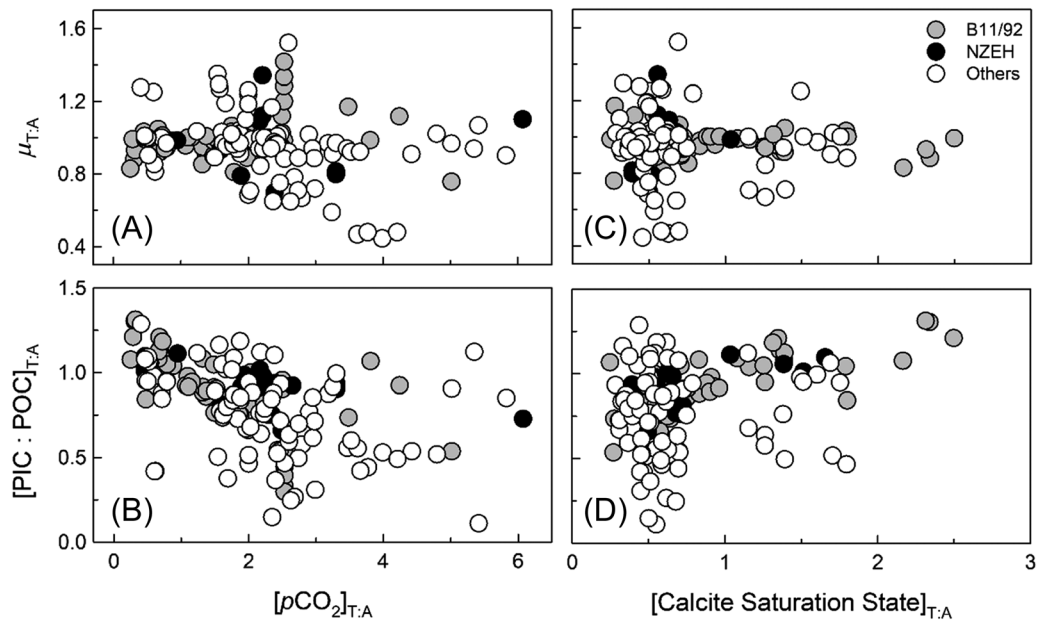 1.6
1.2
0.8
0.4
μT:A
(A)
(C)
B11/92
NZEH
Others
1.5
1.0
0.5
0.0
[PIC : POC]T:A
(B)
(D)
0
2
4
6
0
1
2
3
[pCO2]T:A
[Calcite Saturation State]T:A